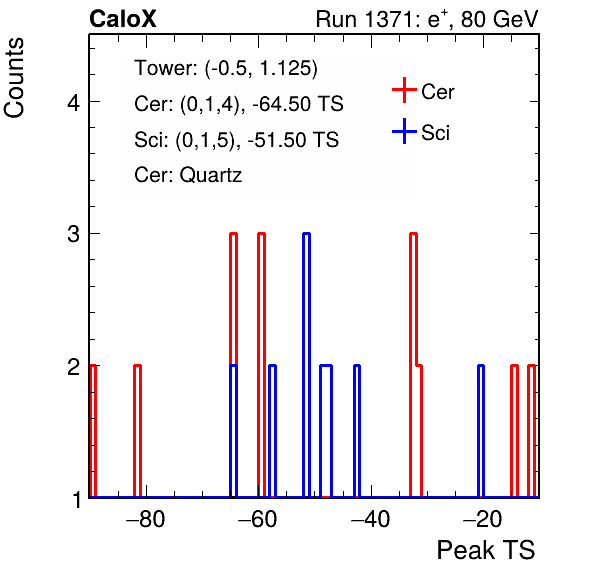 CaloX Run 1371: e⁺, 80 GeV
Counts
Tower: (-0.5, 1.125)
Cer: (0,1,4), -64.50 TS
Sci: (0,1,5), -51.50 TS
Cer: Quartz
Cer
Sci
4
3
2
1
−80 −60 −40 −20
Peak TS